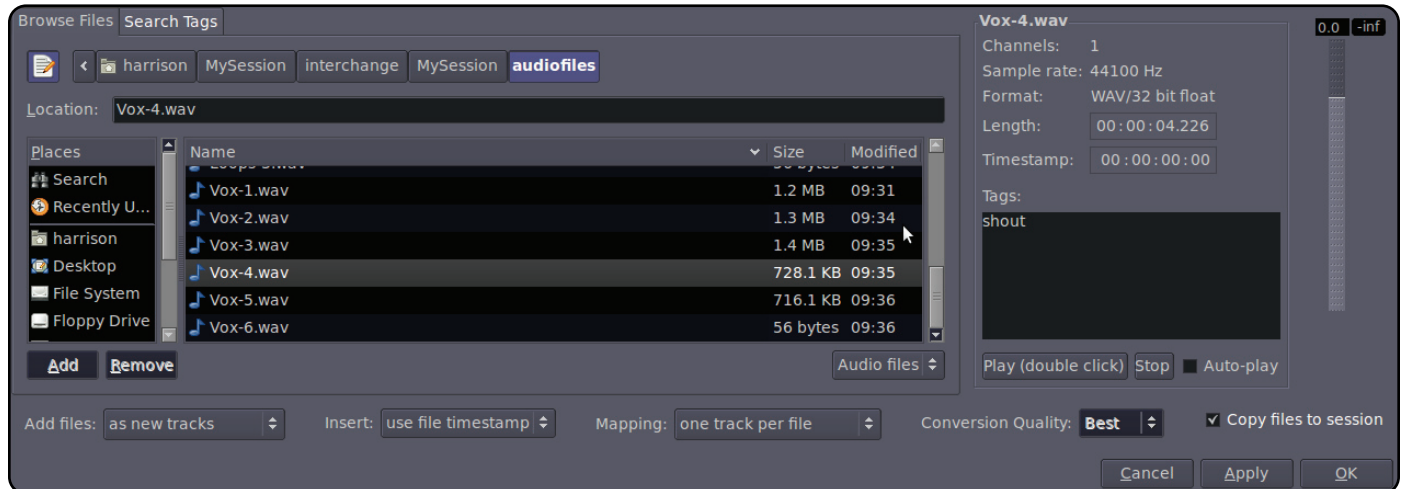 Browse Files Search Tags
harrison MySession interchange MySession audiofiles
Location: Vox-4.wav
Places
Search
Recently U...
harrison
Desktop
File System
Floppy Drive
Add Remove
Name Size Modified
Vox-1.wav 1.2 MB 09:31
Vox-2.wav 1.3 MB 09:34
Vox-3.wav 1.4 MB 09:35
Vox-4.wav 728.1 KB 09:35
Vox-5.wav 716.1 KB 09:36
Vox-6.wav 56 bytes 09:36
Audio files
Vox-4.wav
Channels: 1
Sample rate: 44100 Hz
Format: WAV/32 bit float
Length: 00:00:04.226
Timestamp: 00:00:00:00
Tags:
shout
Play (double click) Stop Auto-play
0.0 -inf
Add files: as new tracks Insert: use file timestamp Mapping: one track per file Conversion Quality: Best Copy files to session
Cancel Apply OK